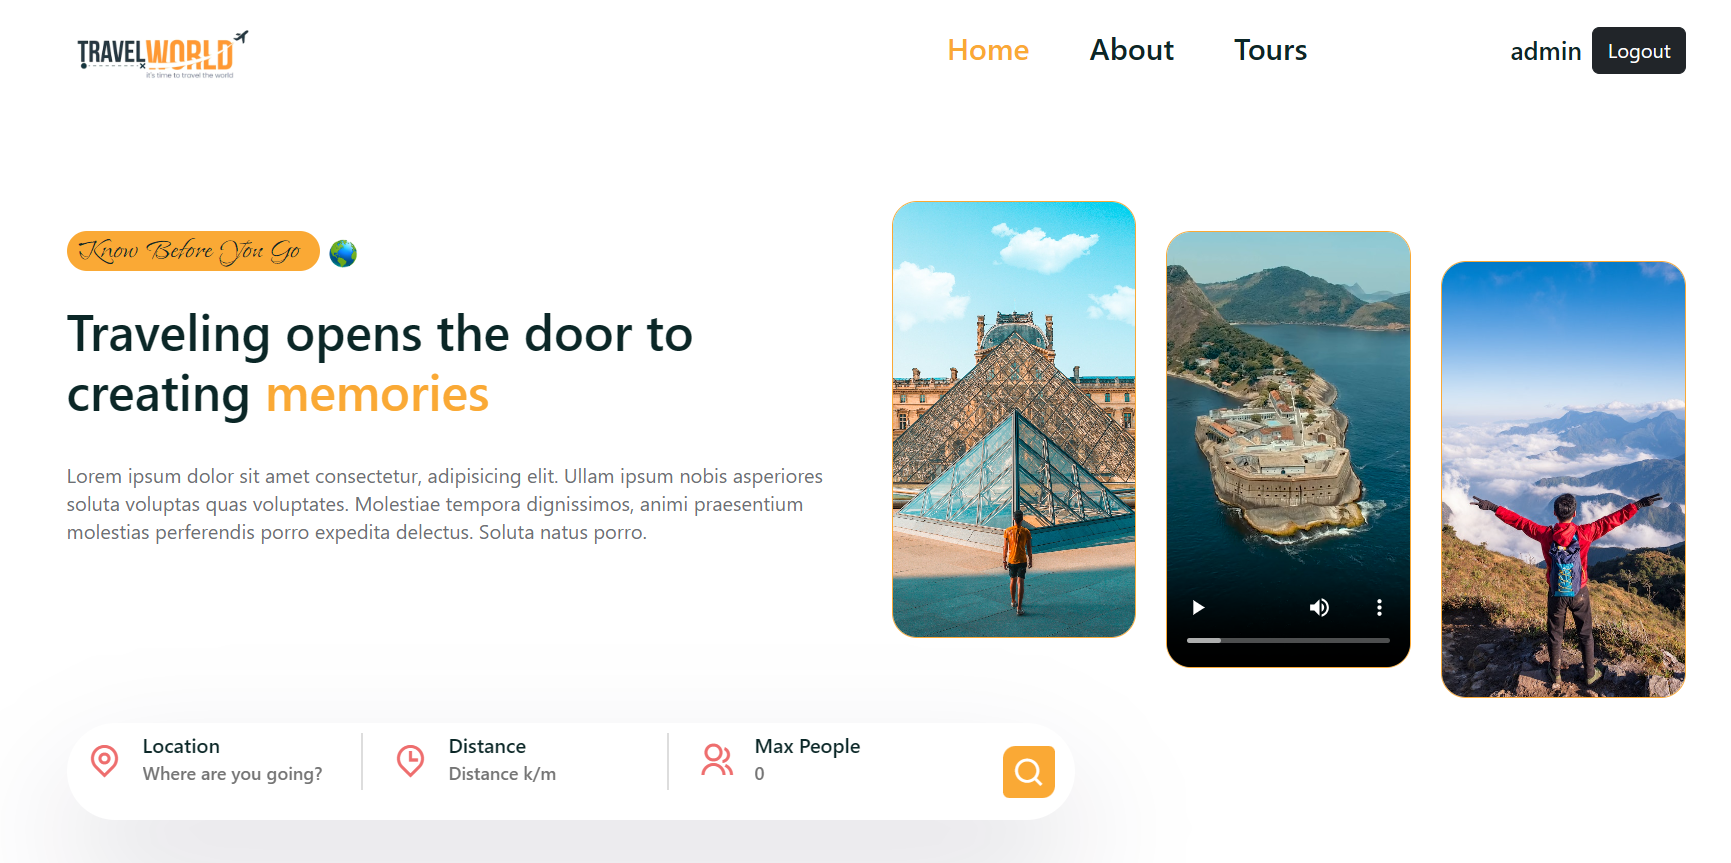 TRAVELWORLD
it's time to travel the world
Home About Tours admin Logout
Know Before You Go
Traveling opens the door to
creating memories
Lorem ipsum dolor sit amet consectetur, adipisicing elit. Ullam ipsum nobis asperiores
soluta voluptas quas voluptates. Molestiae tempora dignissimos, animi praesentium
molestias perferendis porro expedita delectus. Soluta natus porro.
Location Distance Max People
Where are you going? Distance k/m 0